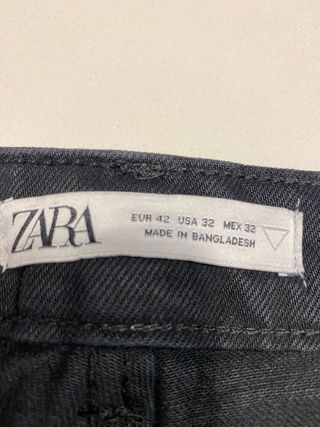 ZARA
EUR 42 USA 32 MEX 32
MADE IN BANGLADESH